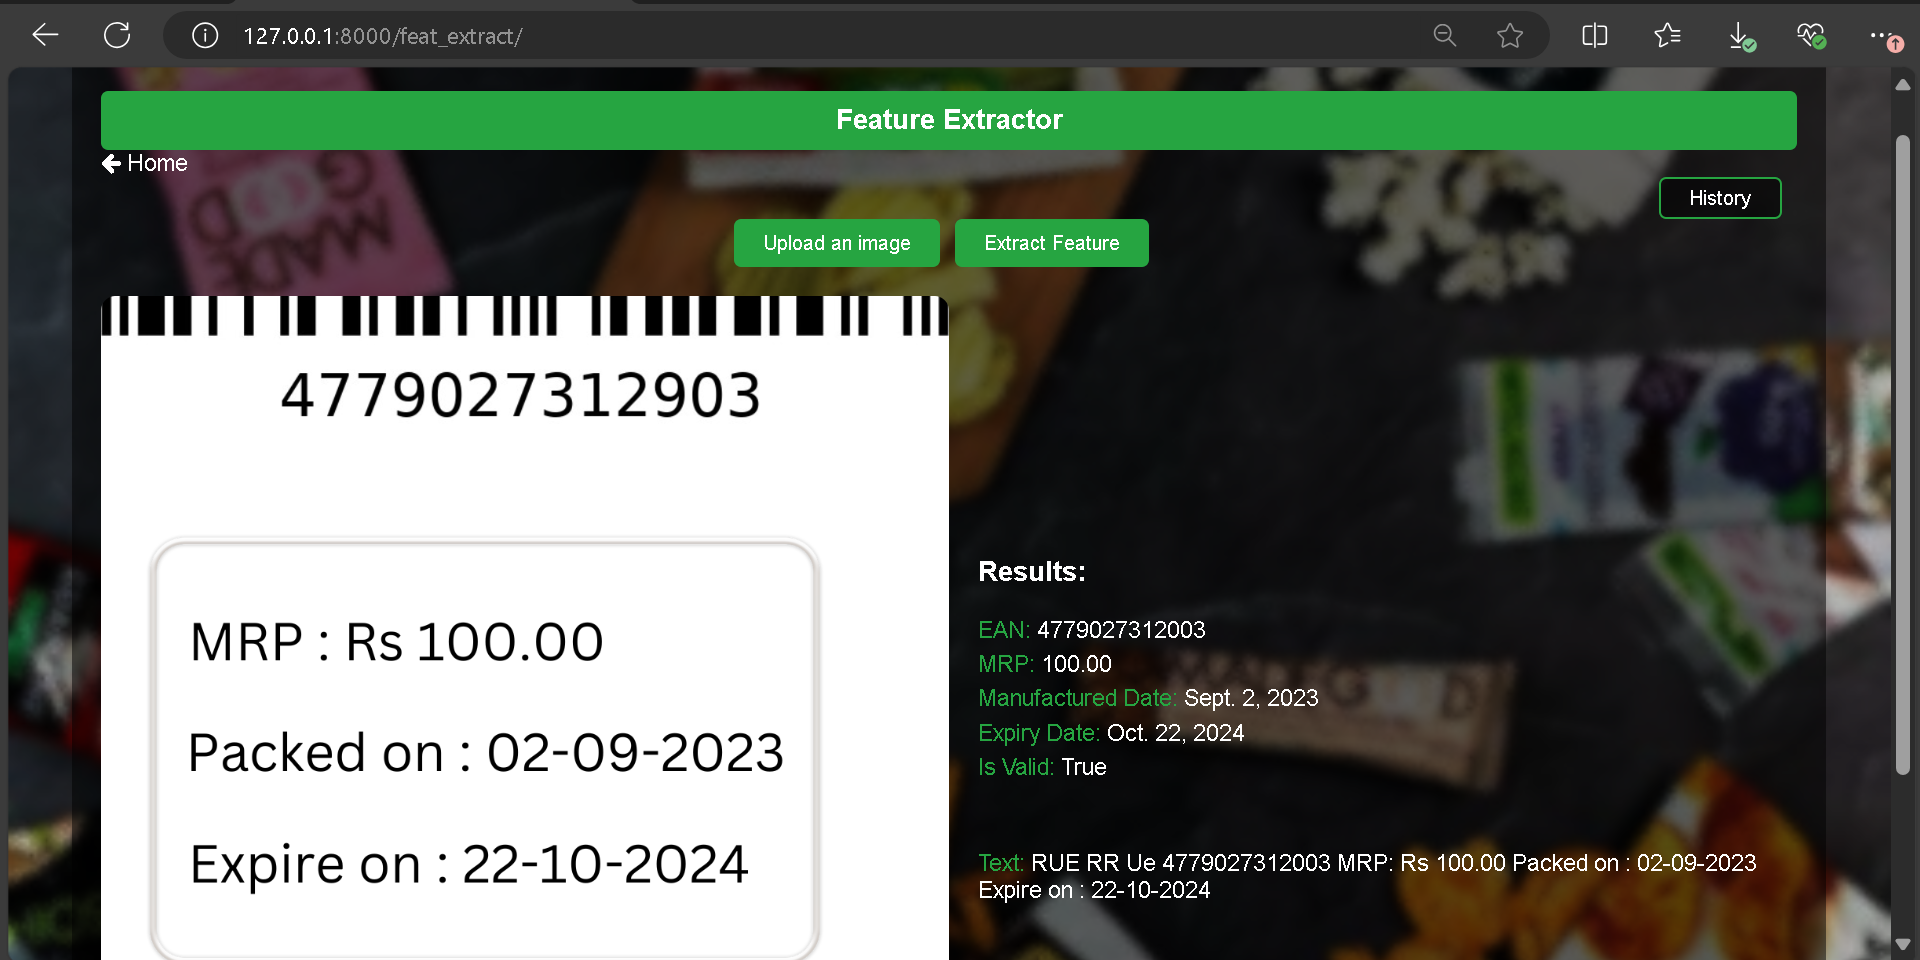 127.0.0.1:8000/feat_extract/
Feature Extractor
Home
History
Upload an image
Extract Feature
4779027312903
MRP : Rs 100.00
Packed on : 02-09-2023
Expire on : 22-10-2024
Results:
EAN: 4779027312003
MRP: 100.00
Manufactured Date: Sept. 2, 2023
Expiry Date: Oct. 22, 2024
Is Valid: True
Text: RUE RR Ue 4779027312003 MRP: Rs 100.00 Packed on : 02-09-2023
Expire on : 22-10-2024
MADE
GOOD